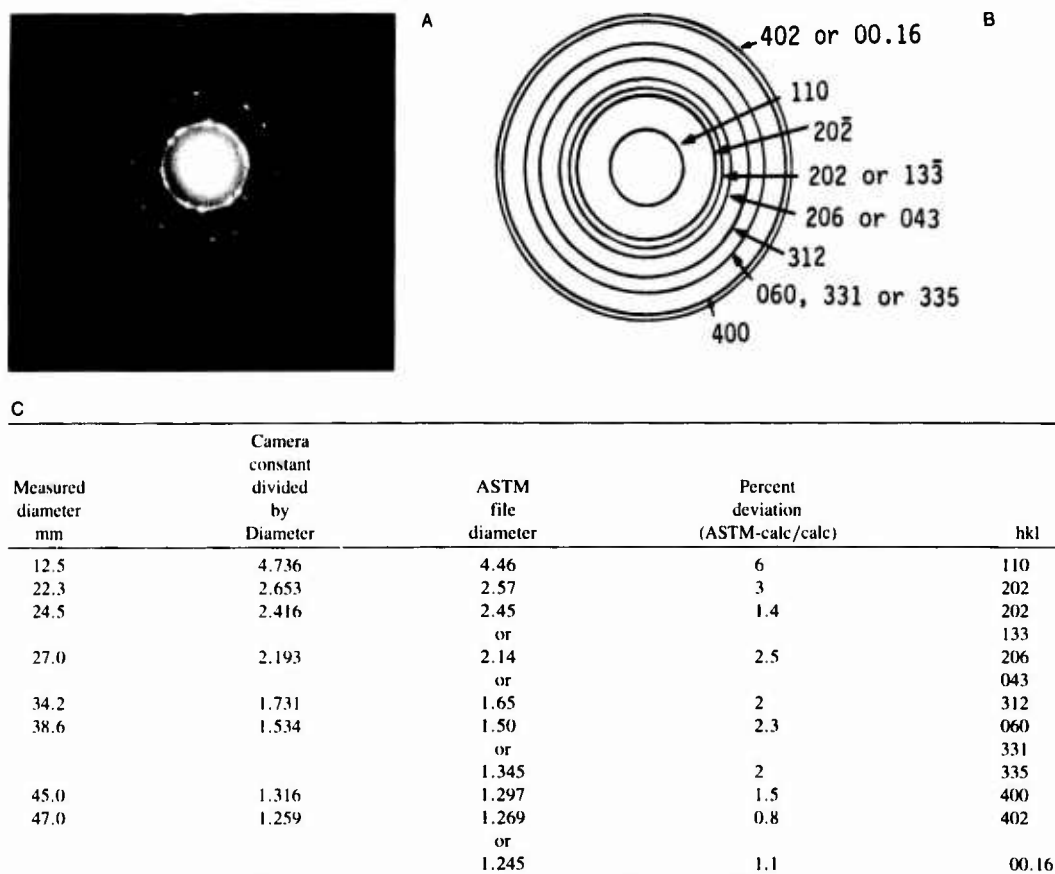 A
B
402 or 00.16
110
202̄
202 or 133̄
206 or 043
312
060, 331 or 335
400
C
Measured diameter mm Camera constant divided by Diameter ASTM file diameter Percent deviation (ASTM-calc/calc) hkl
12.5 4.736 4.46 6 110
22.3 2.653 2.57 3 202
24.5 2.416 2.45 1.4 202
or 133
27.0 2.193 2.14 2.5 206
or 043
34.2 1.731 1.65 2 312
38.6 1.534 1.50 2.3 060
or 331
1.345 2 335
45.0 1.316 1.297 1.5 400
47.0 1.259 1.269 0.8 402
or
1.245 1.1 00.16